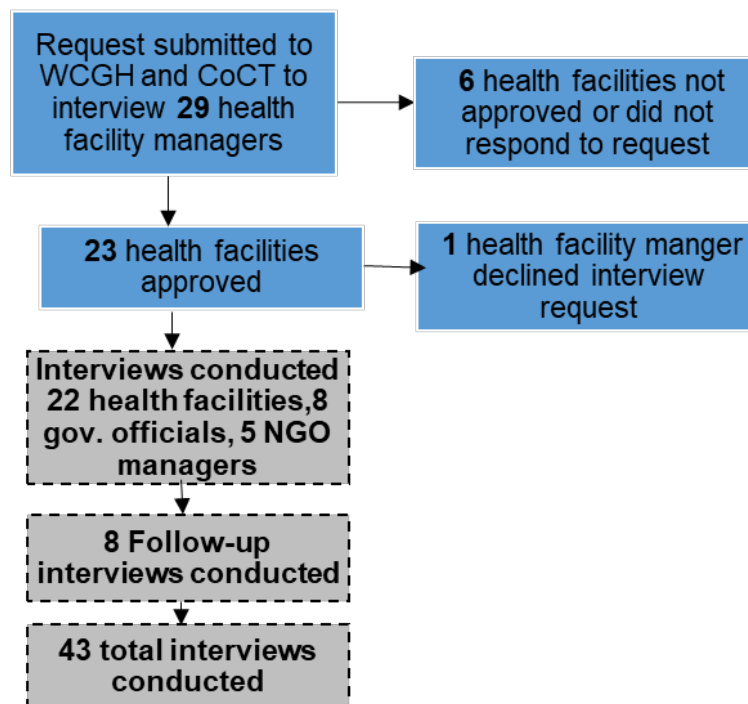 Request submitted to
WCGH and CoCT to
interview 29 health
facility managers
6 health facilities not
approved or did not
respond to request
23 health facilities
approved
1 health facility manger
declined interview
request
Interviews conducted
22 health facilities,8
gov. officials, 5 NGO
managers
8 Follow-up
interviews conducted
43 total interviews
conducted